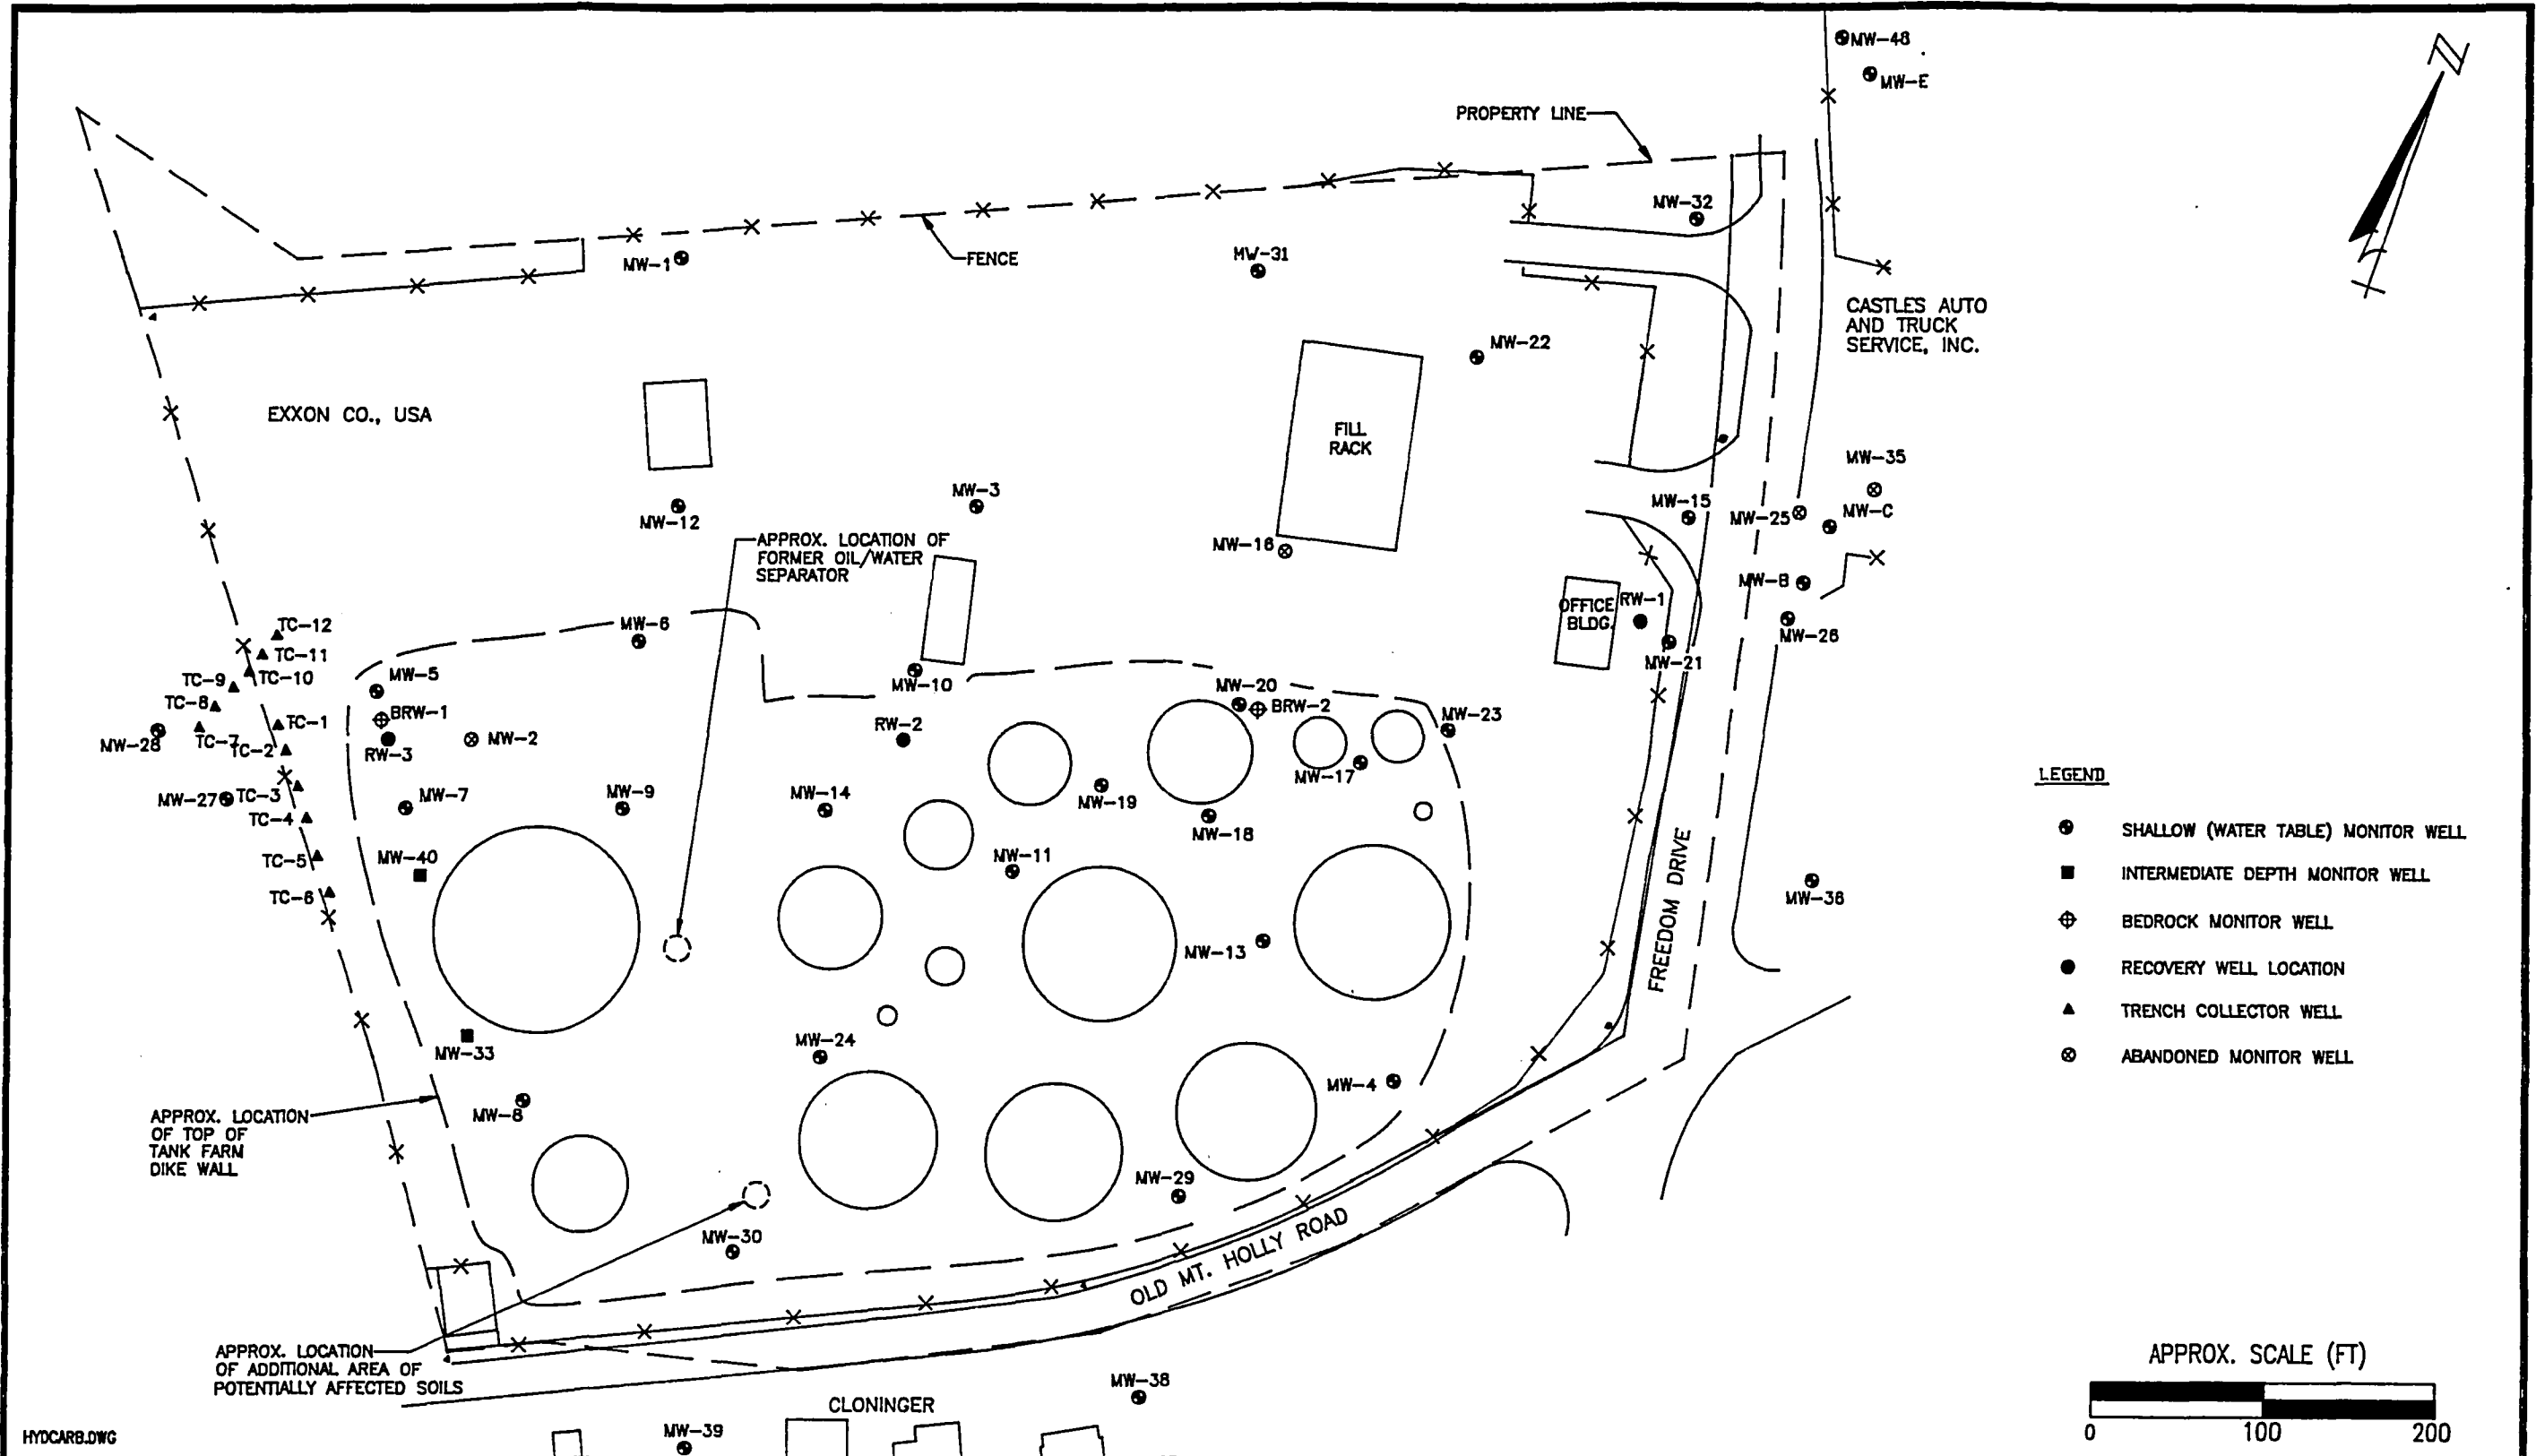 MW-48
MW-E
PROPERTY LINE
MW-32
FENCE
MW-1
MW-31
CASTLES AUTO
AND TRUCK
SERVICE, INC.
MW-22
EXXON CO., USA
FILL
RACK
MW-35
MW-3
MW-12
MW-15
MW-25
MW-C
APPROX. LOCATION OF
FORMER OIL/WATER
SEPARATOR
MW-16
MW-B
OFFICE
BLDG.
RW-1
MW-26
MW-21
TC-12
TC-11
TC-10
TC-9
TC-8
TC-7
MW-6
MW-5
BRW-1
MW-10
MW-20
BRW-2
MW-23
TC-1
TC-2
MW-28
RW-3
MW-2
RW-2
MW-17
MW-27
TC-3
MW-7
MW-9
MW-14
MW-19
MW-18
TC-4
TC-5
MW-40
MW-11
TC-6
MW-36
FREEDOM DRIVE
MW-13
LEGEND
SHALLOW (WATER TABLE) MONITOR WELL
INTERMEDIATE DEPTH MONITOR WELL
BEDROCK MONITOR WELL
RECOVERY WELL LOCATION
TRENCH COLLECTOR WELL
ABANDONED MONITOR WELL
MW-33
MW-24
MW-4
MW-8
APPROX. LOCATION
OF TOP OF
TANK FARM
DIKE WALL
MW-29
MW-30
OLD MT. HOLLY ROAD
APPROX. LOCATION
OF ADDITIONAL AREA OF
POTENTIALLY AFFECTED SOILS
MW-38
CLONINGER
MW-39
APPROX. SCALE (FT)
0 100 200
HYDCARB.DWG
N